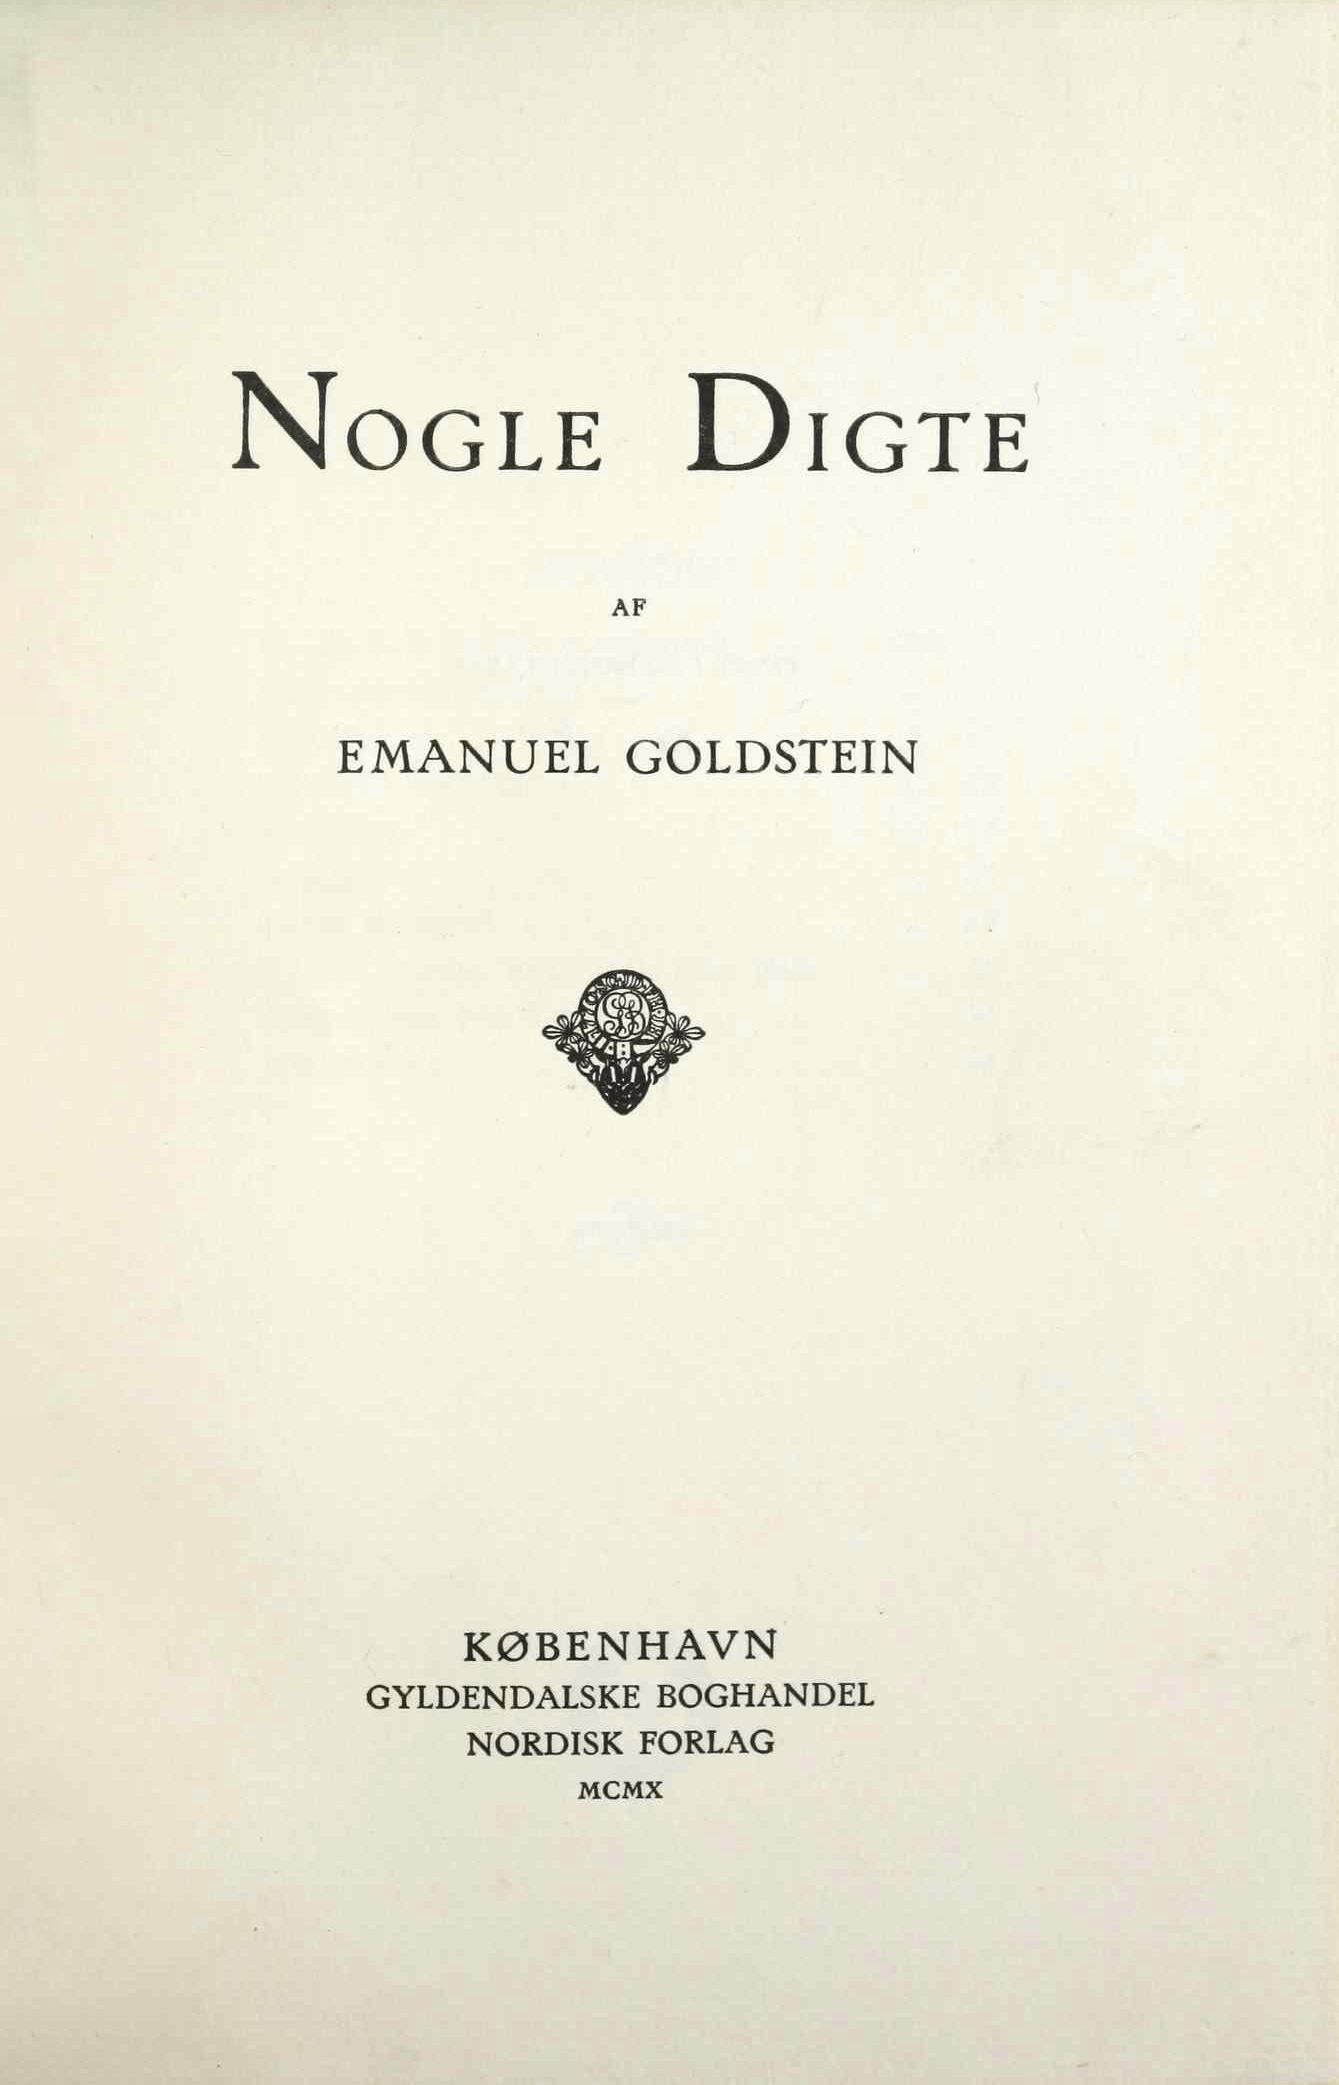 NOGLE DIGTE
AF
EMANUEL GOLDSTEIN
KØBENHAVN
GYLDENDALSKE BOGHANDEL
NORDISK FORLAG
MCMX